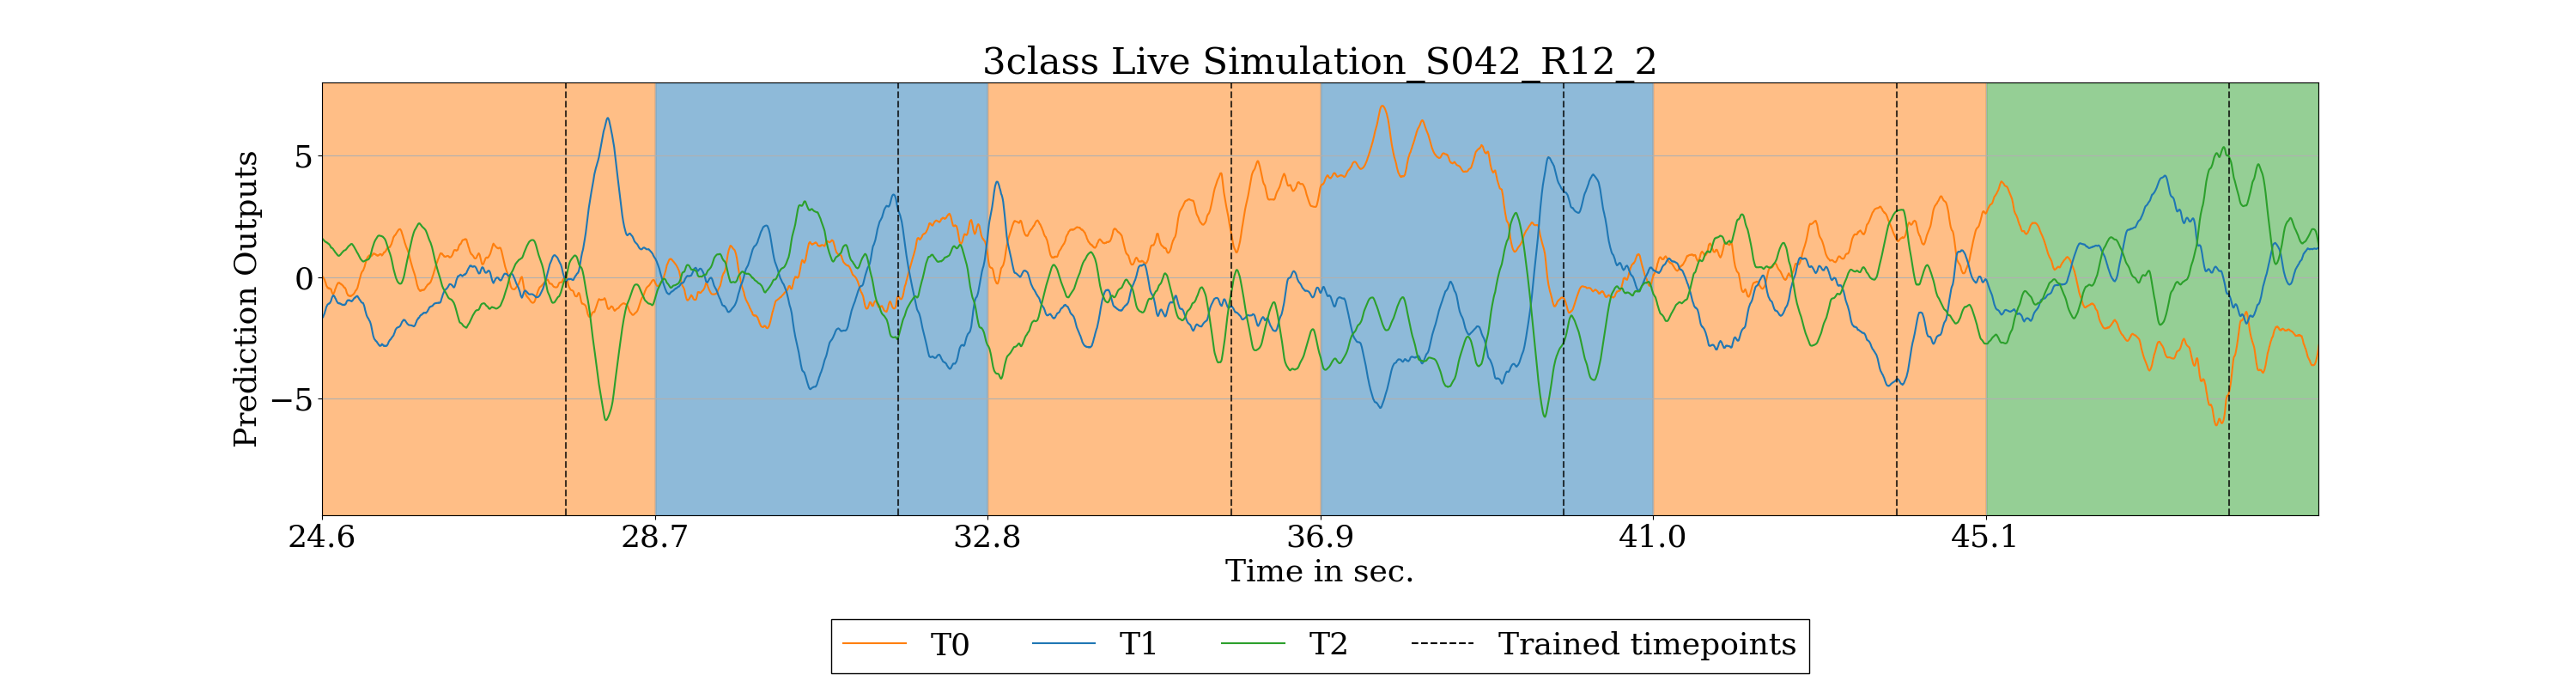 3class Live Simulation_S042_R12_2
Prediction Outputs
5
0
−5
24.6 28.7 32.8 36.9 41.0 45.1
Time in sec.
T0 T1 T2 Trained timepoints